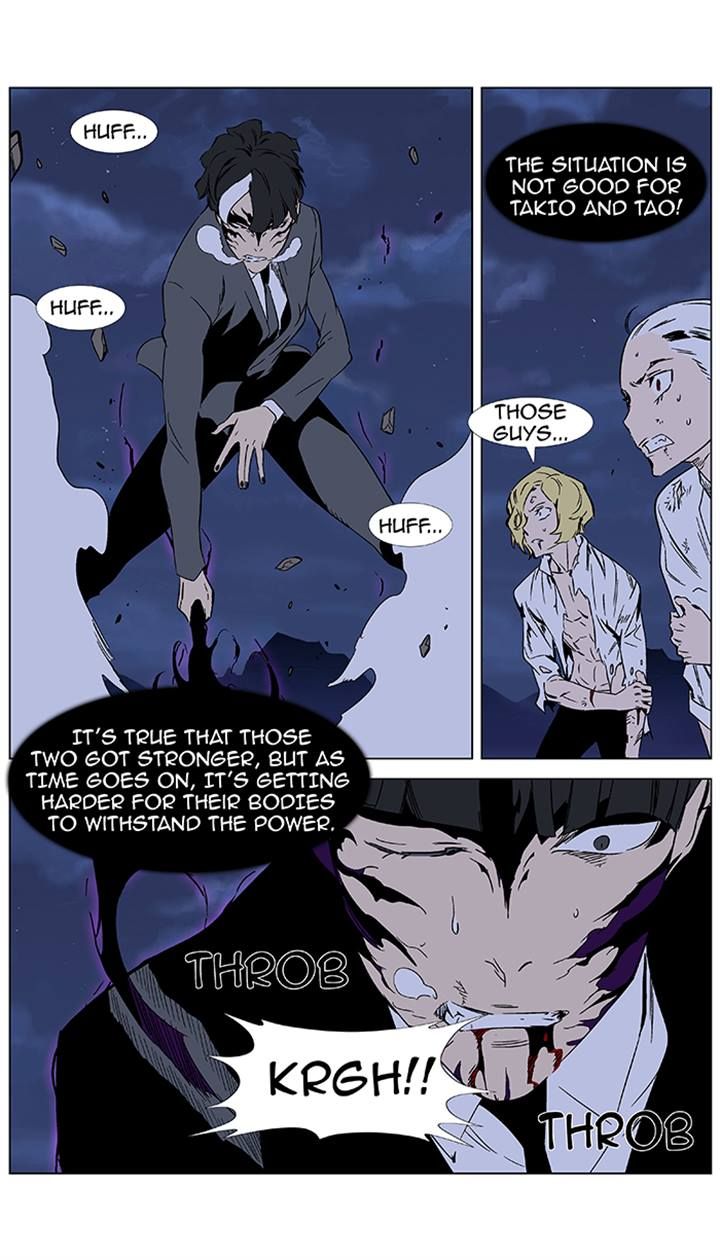 HUFF...
HUFF...
HUFF...
THE SITUATION IS
NOT GOOD FOR
TAKIO AND TAO!
THOSE
GUYS...
IT'S TRUE THAT THOSE
TWO GOT STRONGER, BUT AS
TIME GOES ON, IT'S GETTING
HARDER FOR THEIR BODIES
TO WITHSTAND THE POWER.
THROB
KRGH!!
THROB